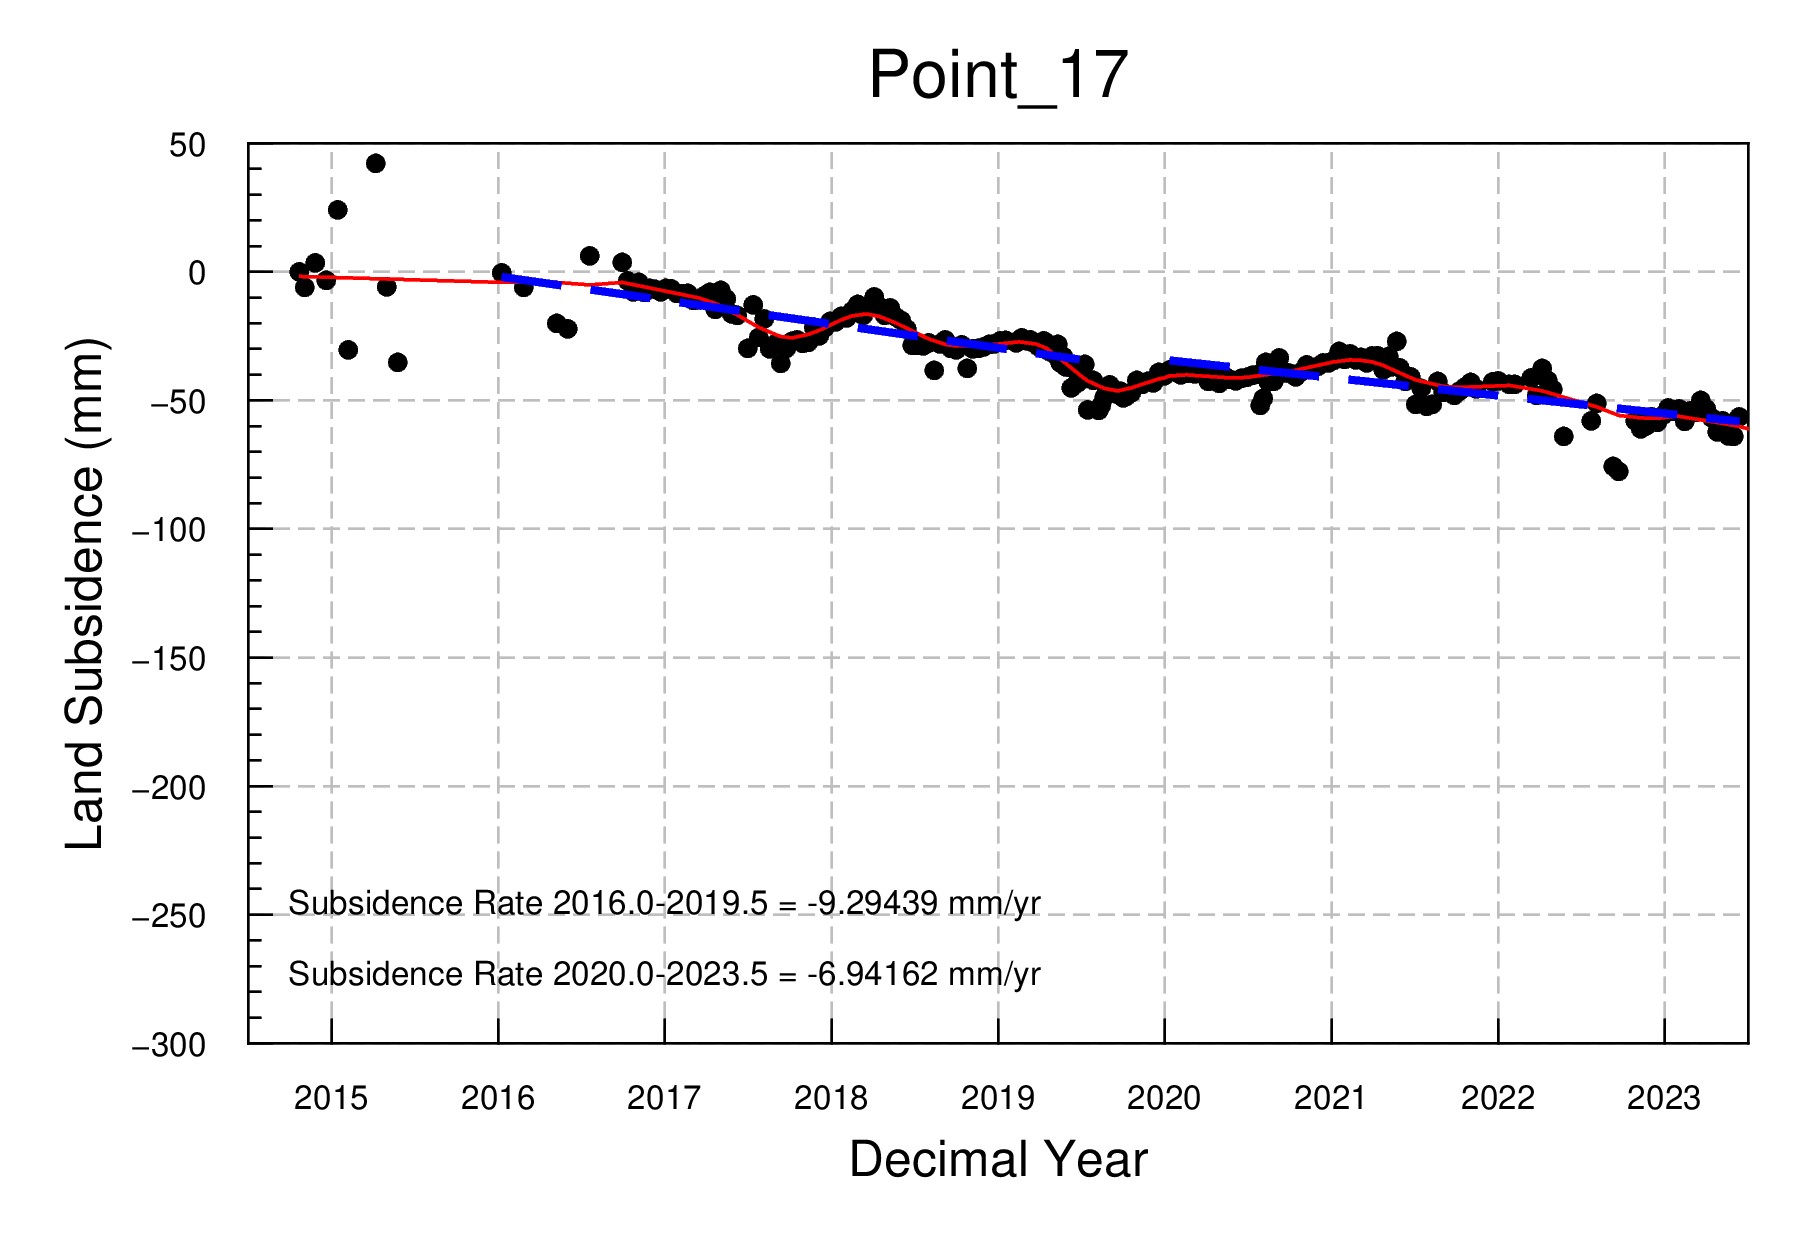 Point_17
50
0
−50
−100
−150
−200
−250
−300
Land Subsidence (mm)
Subsidence Rate 2016.0-2019.5 = -9.29439 mm/yr
Subsidence Rate 2020.0-2023.5 = -6.94162 mm/yr
2015 2016 2017 2018 2019 2020 2021 2022 2023
Decimal Year